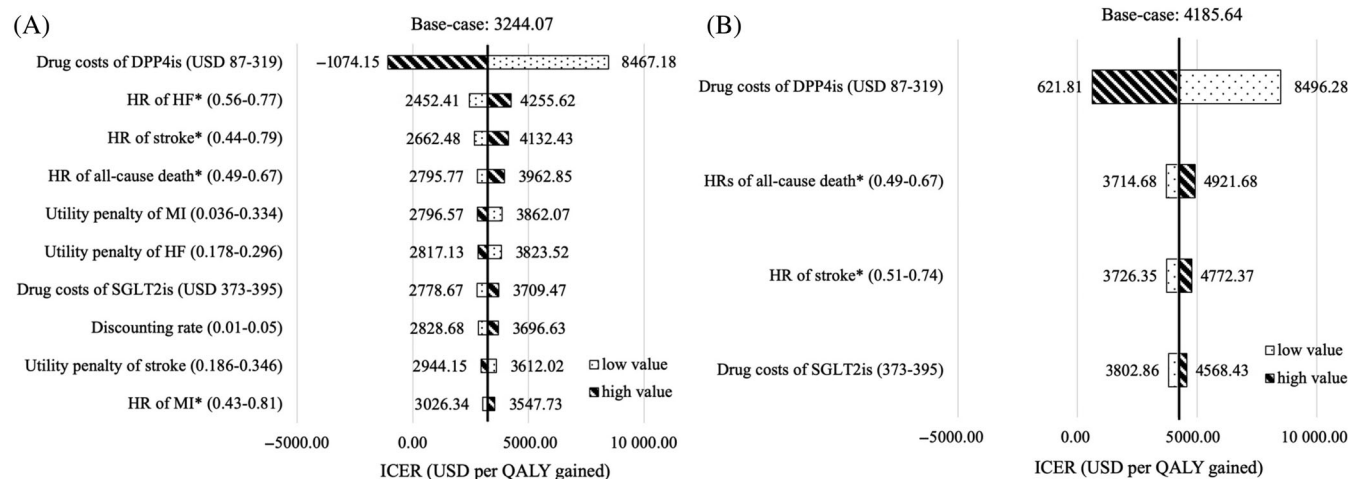 (A)
Base-case: 3244.07
Drug costs of DPP4is (USD 87-319) −1074.15 8467.18
HR of HF* (0.56-0.77) 2452.41 4255.62
HR of stroke* (0.44-0.79) 2662.48 4132.43
HR of all-cause death* (0.49-0.67) 2795.77 3962.85
Utility penalty of MI (0.036-0.334) 2796.57 3862.07
Utility penalty of HF (0.178-0.296) 2817.13 3823.52
Drug costs of SGLT2is (USD 373-395) 2778.67 3709.47
Discounting rate (0.01-0.05) 2828.68 3696.63
Utility penalty of stroke (0.186-0.346) 2944.15 3612.02
HR of MI* (0.43-0.81) 3026.34 3547.73
low value
high value
−5000.00 0.00 5000.00 10 000.00
ICER (USD per QALY gained)
(B)
Base-case: 4185.64
Drug costs of DPP4is (USD 87-319) 621.81 8496.28
HRs of all-cause death* (0.49-0.67) 3714.68 4921.68
HR of stroke* (0.51-0.74) 3726.35 4772.37
Drug costs of SGLT2is (373-395) 3802.86 4568.43
low value
high value
−5000.00 0.00 5000.00 10 000.00
ICER (USD per QALY gained)